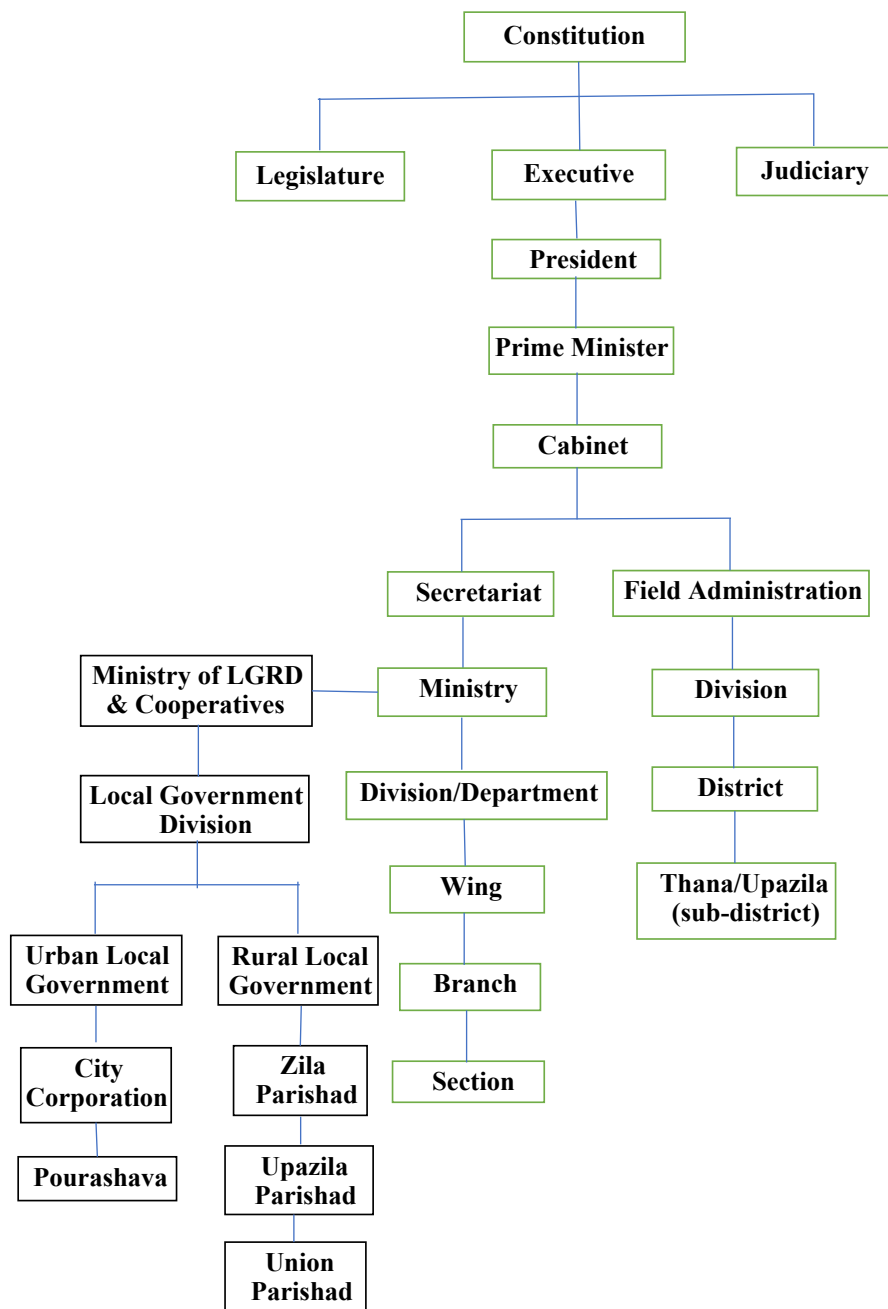 Constitution
Legislature
Executive
Judiciary
President
Prime Minister
Cabinet
Secretariat
Field Administration
Ministry of LGRD
& Cooperatives
Ministry
Division
Local Government
Division
Division/Department
District
Wing
Thana/Upazila
(sub-district)
Urban Local
Government
Rural Local
Government
Branch
City
Corporation
Zila
Parishad
Section
Pourashava
Upazila
Parishad
Union
Parishad